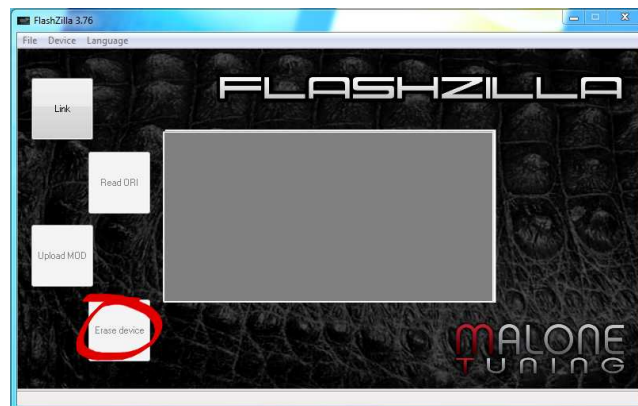 FlashZilla 3.76
File Device Language
FLASHZILLA
Link
Read ORI
Upload MOD
Erase device
MALONE
TUNING